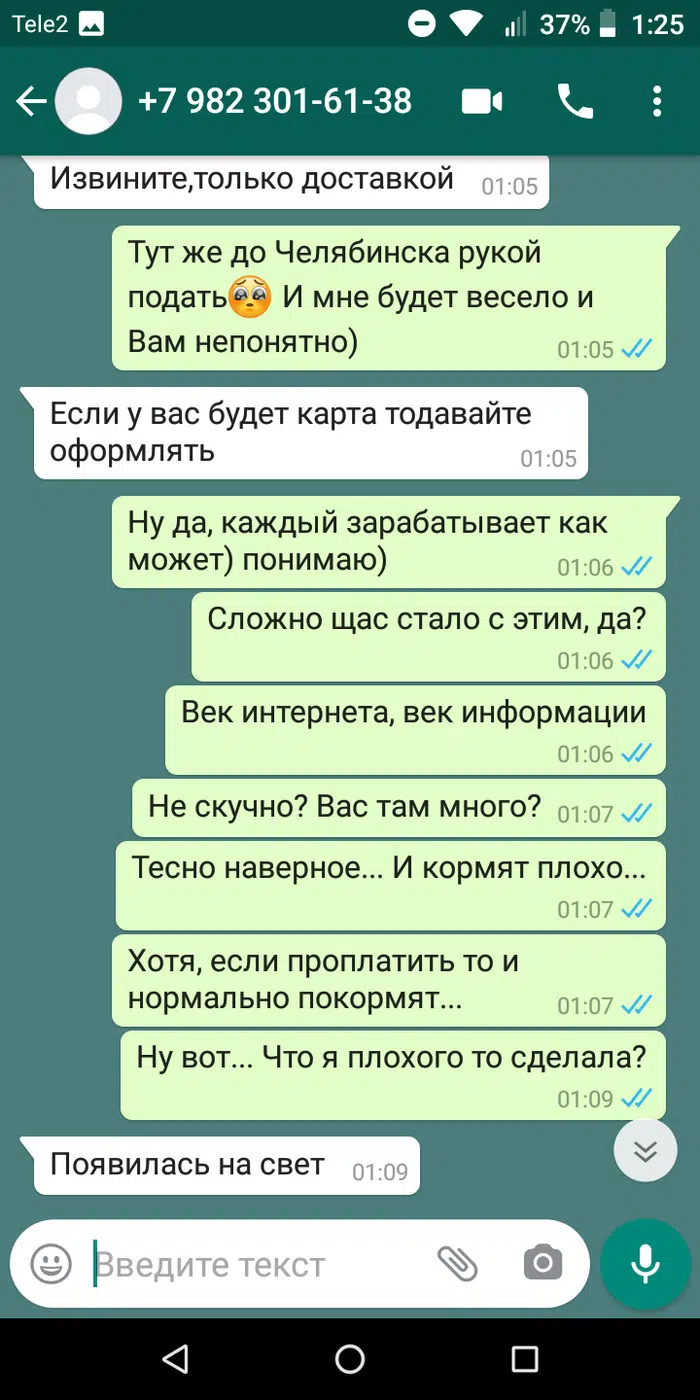 Tele2 37% 1:25
+7 982 301-61-38
Извините,только доставкой 01:05
Тут же до Челябинска рукой
подать🥺 И мне будет весело и
Вам непонятно) 01:05
Если у вас будет карта тодавайте
оформлять 01:05
Ну да, каждый зарабатывает как
может) понимаю) 01:06
Сложно щас стало с этим, да?
01:06
Век интернета, век информации
01:06
Не скучно? Вас там много? 01:07
Тесно наверное... И кормят плохо...
01:07
Хотя, если проплатить то и
нормально покормят... 01:07
Ну вот... Что я плохого то сделала?
01:09
Появилась на свет 01:09
Введите текст